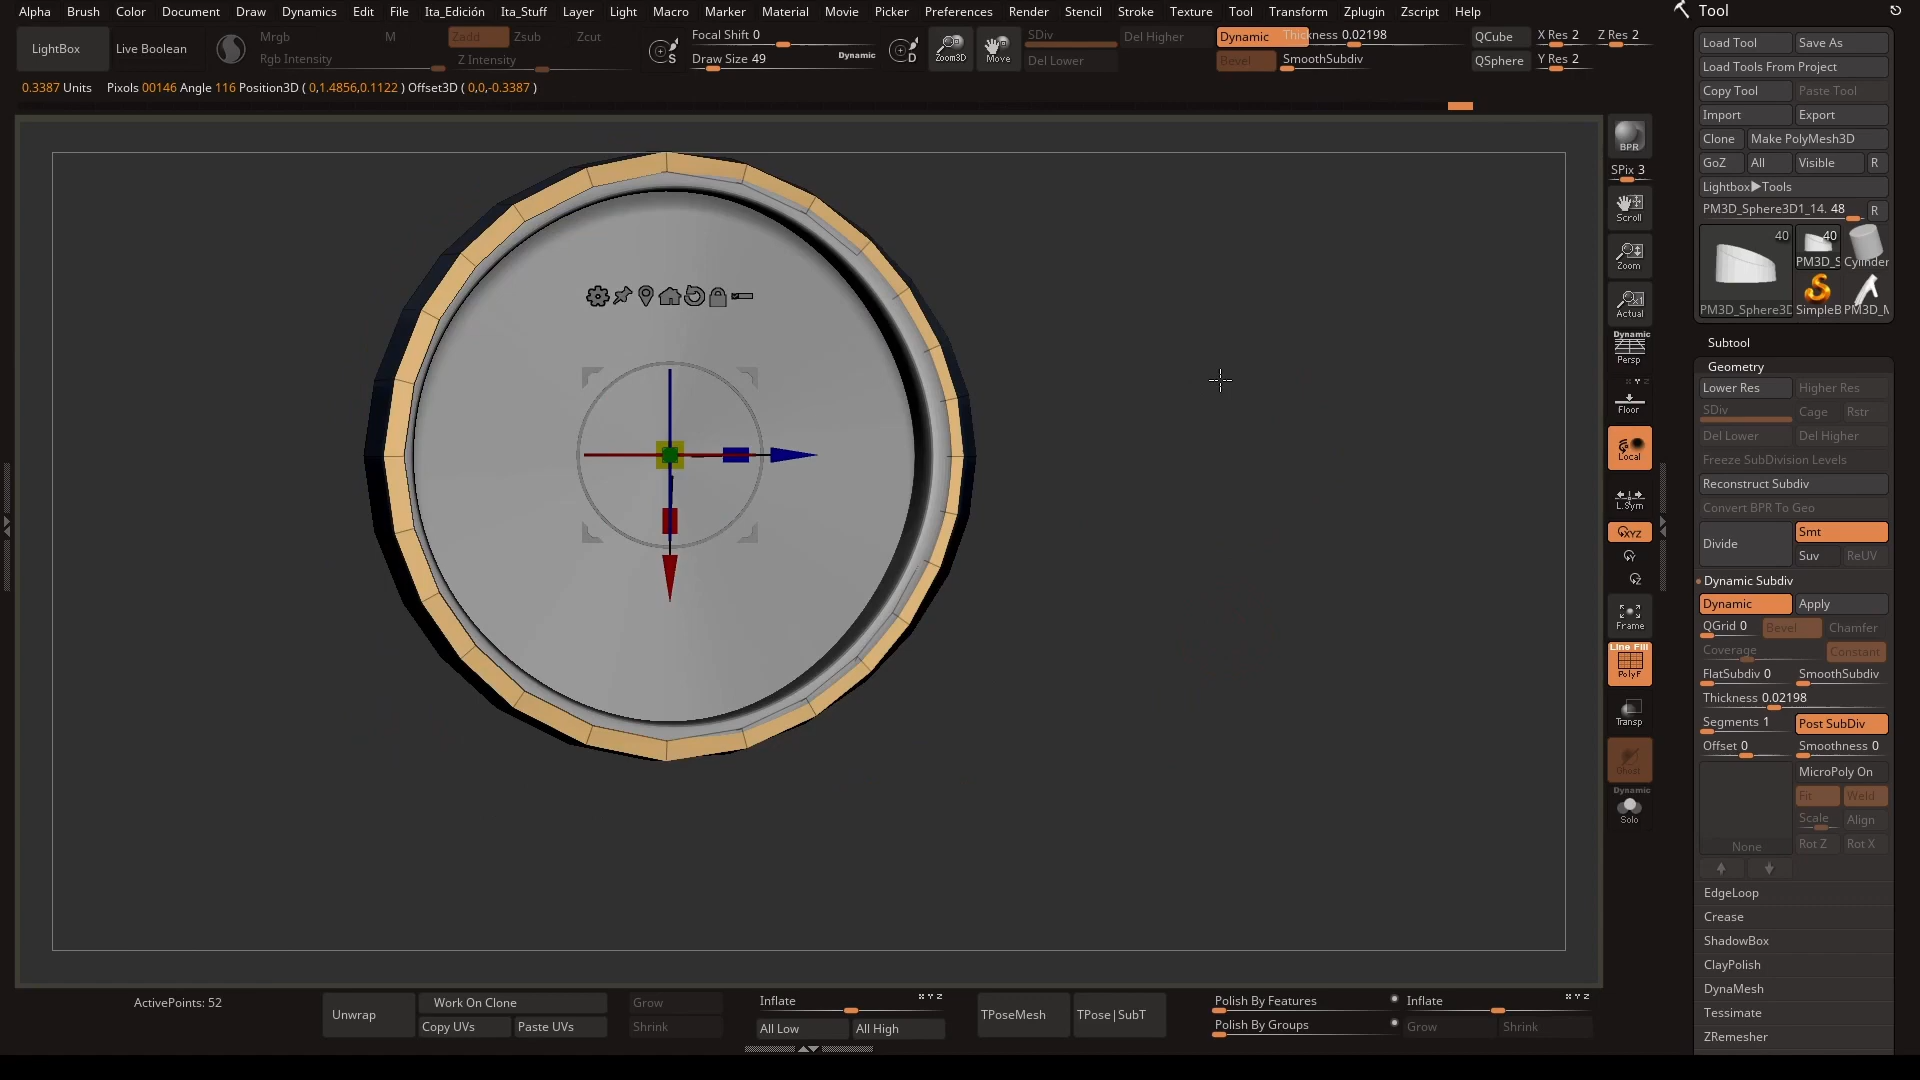 Alpha Brush Color Document Draw Dynamics Edit File Ita_Edición Ita_Stuff Layer Light Macro Marker Material Movie Picker Preferences Render Stencil Stroke Texture Tool Transform Zplugin Zscript Help
Tool
LightBox
Live Boolean
Mrgb M Zadd Zsub Zcut
Rgb Intensity Z Intensity
S
Focal Shift 0
Draw Size 49 Dynamic
D
Zoom3D
Move
SDiv Del Higher
Del Lower
Dynamic Thickness 0.02198
Bevel SmoothSubdiv
QCube X Res 2 Z Res 2
QSphere Y Res 2
0.3387 Units Pixols 00146 Angle 116 Position3D ( 0,1.4856,0.1122 ) Offset3D ( 0,0,-0.3387 )
BPR
SPix 3
Scroll
Zoom
Actual
Dynamic
Persp
Floor
Local
L.Sym
XYZ
Y
Z
Frame
Line Fill
PolyF
Transp
Ghost
Dynamic
Solo
Load Tool Save As
Load Tools From Project
Copy Tool Paste Tool
Import Export
Clone Make PolyMesh3D
GoZ All Visible R
Lightbox▶Tools
PM3D_Sphere3D1_14. 48 R
40 40
PM3D_S Cylinder
PM3D_Sphere3D SimpleB PM3D_M
Subtool
Geometry
Lower Res Higher Res
SDiv Cage Rstr
Del Lower Del Higher
Freeze SubDivision Levels
Reconstruct Subdiv
Convert BPR To Geo
Divide Smt
Suv ReUV
Dynamic Subdiv
Dynamic Apply
QGrid 0 Bevel Chamfer
Coverage Constant
FlatSubdiv 0 SmoothSubdiv
Thickness 0.02198
Segments 1 Post SubDiv
Offset 0 Smoothness 0
MicroPoly On
Fit Weld
Scale Align
None Rot Z Rot X
EdgeLoop
Crease
ShadowBox
ClayPolish
DynaMesh
Tessimate
ZRemesher
ActivePoints: 52
Unwrap
Work On Clone
Copy UVs Paste UVs
Grow
Shrink
Inflate X Y Z
All Low All High
TPoseMesh TPose|SubT
Polish By Features
Polish By Groups
Inflate X Y Z
Grow Shrink